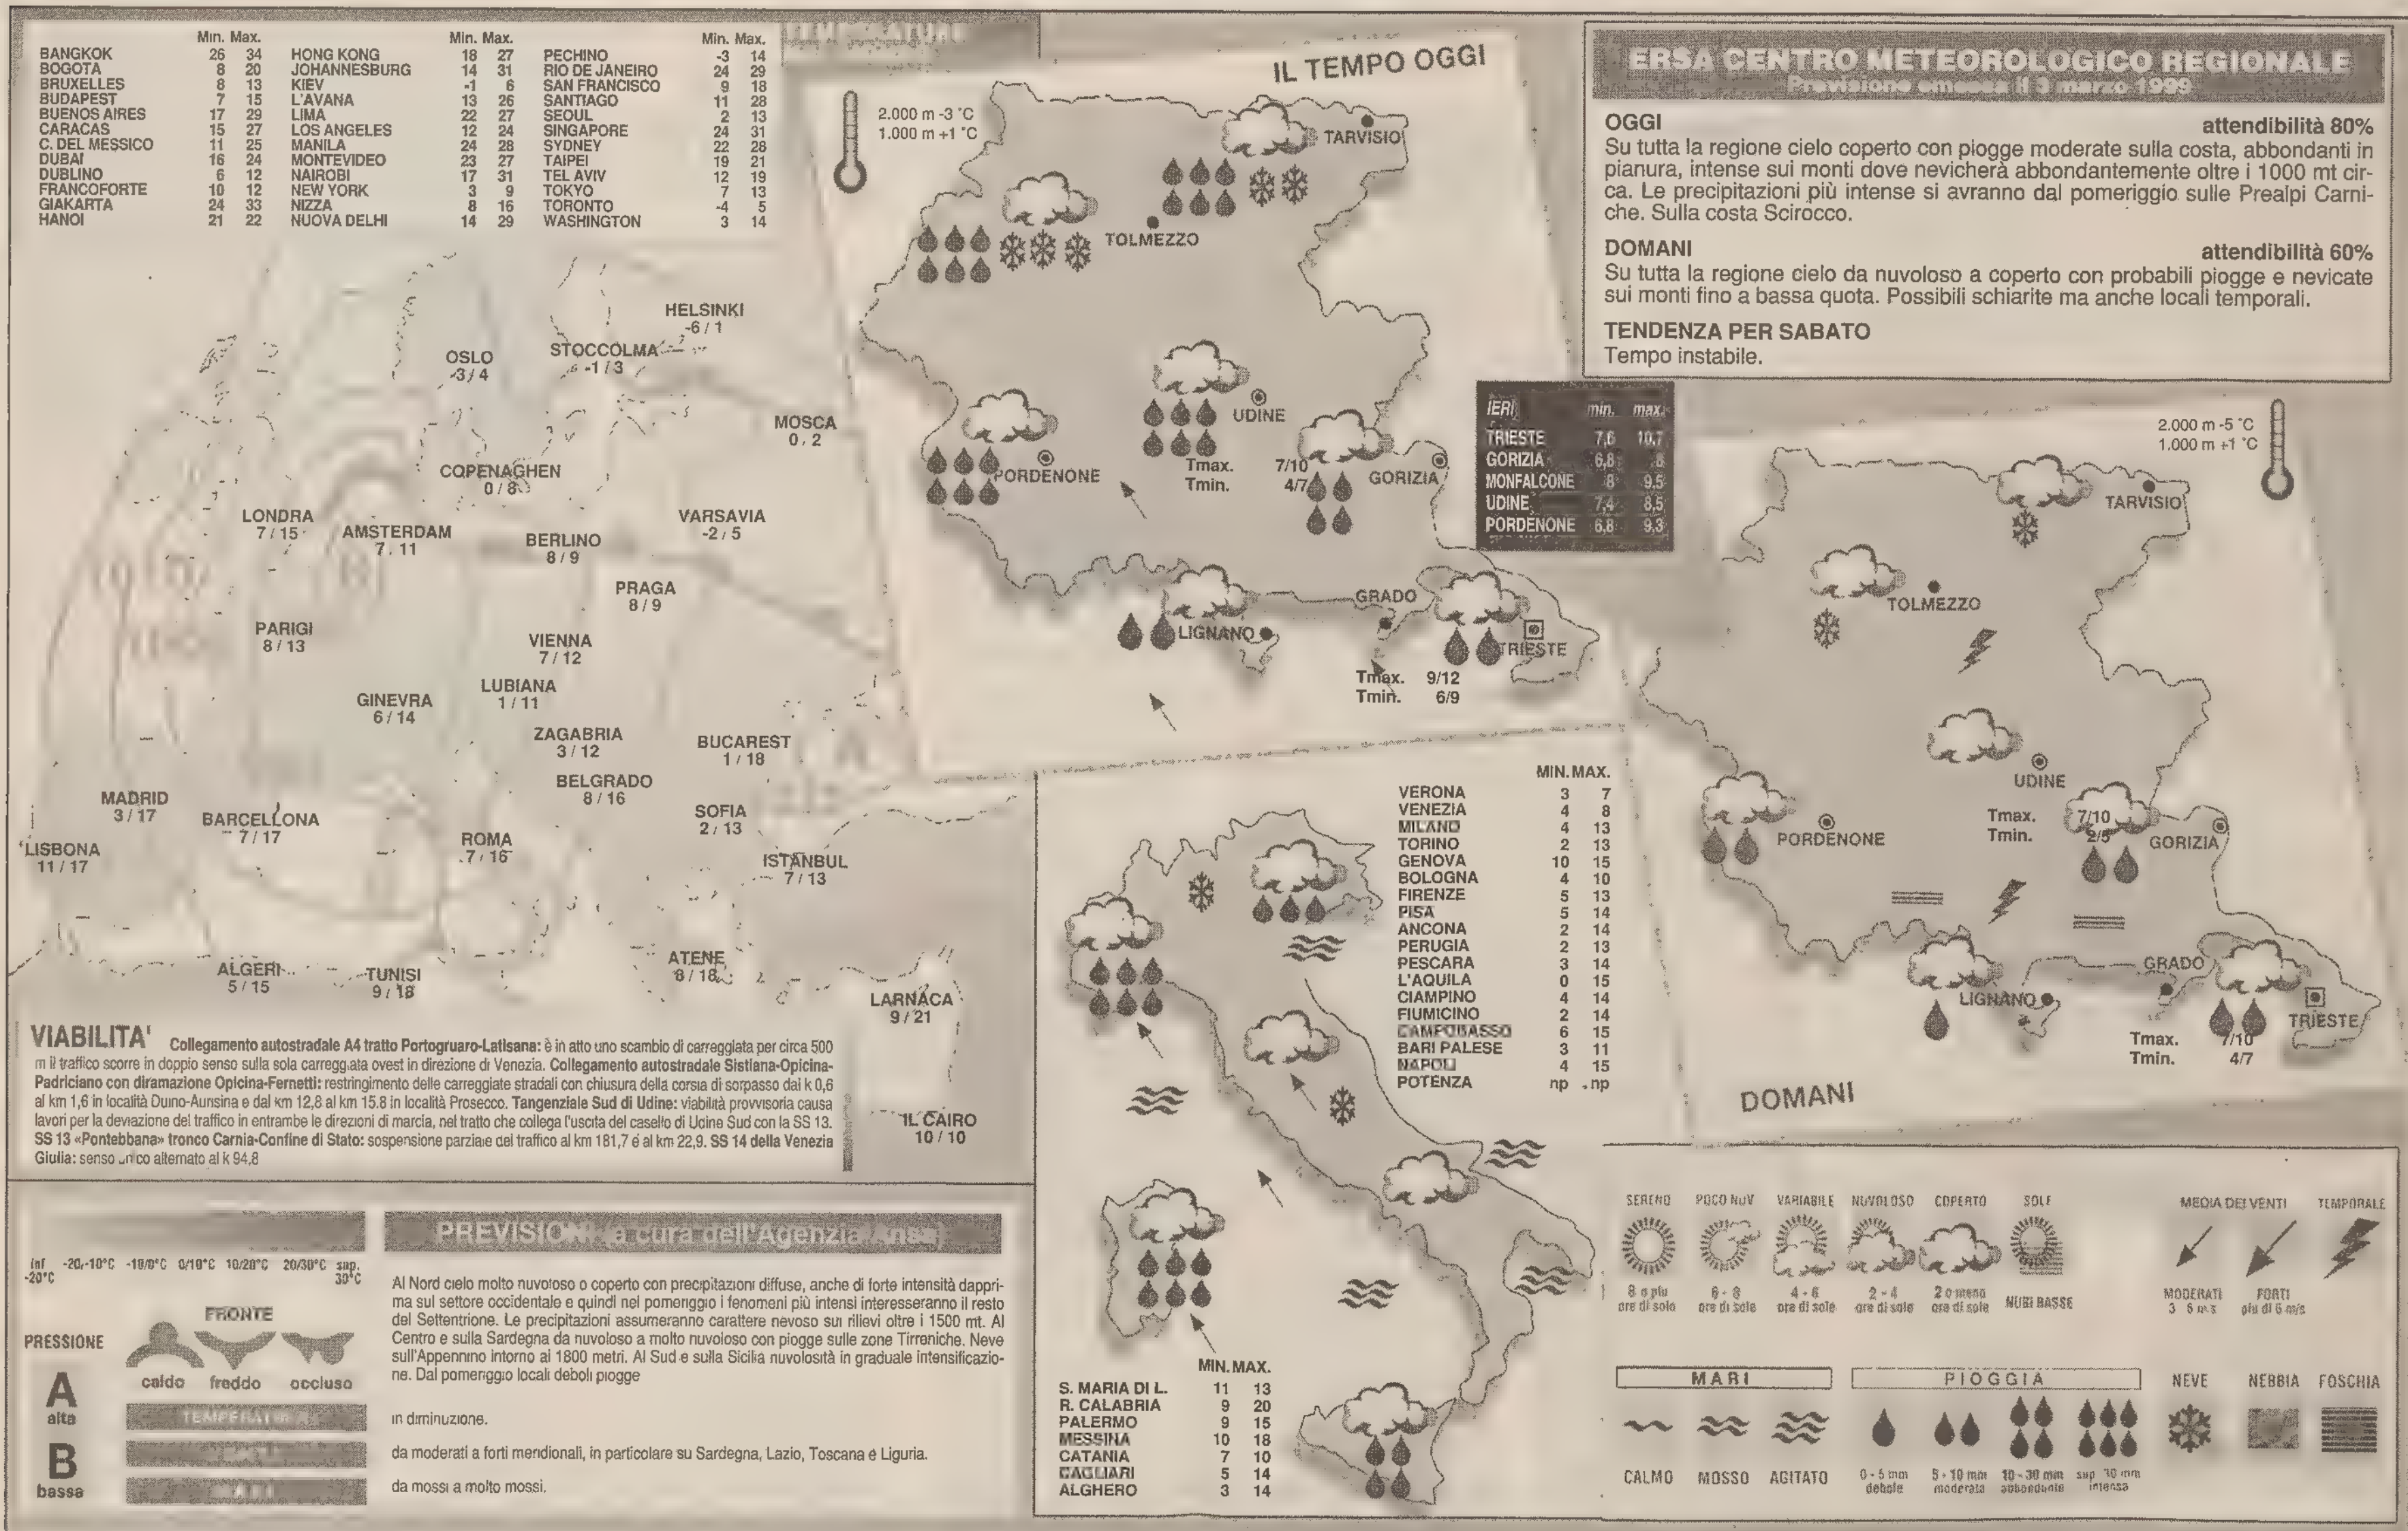 TEMPERATURE
Min. Max.
BANGKOK 26 34
BOGOTA 8 20
BRUXELLES 8 13
BUDAPEST 7 15
BUENOS AIRES 17 29
CARACAS 15 27
C. DEL MESSICO 11 25
DUBAI 16 24
DUBLINO 6 12
FRANCOFORTE 10 12
GIAKARTA 24 33
HANOI 21 22
Min. Max.
HONG KONG 18 27
JOHANNESBURG 14 31
KIEV -1 6
L'AVANA 13 26
LIMA 22 27
LOS ANGELES 12 24
MANILA 24 28
MONTEVIDEO 23 27
NAIROBI 17 31
NEW YORK 3 9
NIZZA 8 16
NUOVA DELHI 14 29
Min. Max.
PECHINO -3 14
RIO DE JANEIRO 24 29
SAN FRANCISCO 9 18
SANTIAGO 11 28
SEOUL 2 13
SINGAPORE 24 31
SYDNEY 22 28
TAIPEI 19 21
TEL AVIV 12 19
TOKYO 7 13
TORONTO -4 5
WASHINGTON 3 14
HELSINKI
-6 / 1
OSLO
-3 / 4
STOCCOLMA
-1 / 3
MOSCA
0 , 2
COPENAGHEN
0 / 8
LONDRA
7 / 15
AMSTERDAM
7 . 11
BERLINO
8 / 9
VARSAVIA
-2 / 5
PRAGA
8 / 9
PARIGI
8 / 13
VIENNA
7 / 12
GINEVRA
6 / 14
LUBIANA
1 / 11
ZAGABRIA
3 / 12
BUCAREST
1 / 18
BELGRADO
8 / 16
MADRID
3 / 17
BARCELLONA
7 / 17
SOFIA
2 / 13
ROMA
7 / 16
LISBONA
11 / 17
ISTANBUL
7 / 13
ALGERI
5 / 15
TUNISI
9 / 18
ATENE
8 / 18
LARNACA
9 / 21
IL CAIRO
10 / 10
VIABILITA' Collegamento autostradale A4 tratto Portogruaro-Latisana: è in atto uno scambio di carreggiata per circa 500
m il traffico scorre in doppio senso sulla sola carreggiata ovest in direzione di Venezia. Collegamento autostradale Sistiana-Opicina-
Padriciano con diramazione Opicina-Fernetti: restringimento delle carreggiate stradali con chiusura della corsia di sorpasso dal k 0,6
al km 1,6 in località Duino-Aurisina e dal km 12,8 al km 15.8 in località Prosecco. Tangenziale Sud di Udine: viabilità provvisoria causa
lavori per la deviazione del traffico in entrambe le direzioni di marcia, nel tratto che collega l'uscita del casello di Udine Sud con la SS 13.
SS 13 «Pontebbana» tronco Carnia-Confine di Stato: sospensione parziale del traffico al km 181,7 e al km 22,9. SS 14 della Venezia
Giulia: senso unico alternato al k 94,8
IL TEMPO OGGI
2.000 m -3 °C
1.000 m +1 °C
TARVISIO
TOLMEZZO
UDINE
PORDENONE
Tmax. 7/10
Tmin. 4/7
GORIZIA
GRADO
LIGNANO
TRIESTE
Tmax. 9/12
Tmin. 6/9
ERSA CENTRO METEOROLOGICO REGIONALE
Previsione emessa il 3 marzo 1999
OGGI attendibilità 80%
Su tutta la regione cielo coperto con piogge moderate sulla costa, abbondanti in
pianura, intense sui monti dove nevicherà abbondantemente oltre i 1000 mt cir-
ca. Le precipitazioni più intense si avranno dal pomeriggio sulle Prealpi Carni-
che. Sulla costa Scirocco.
DOMANI attendibilità 60%
Su tutta la regione cielo da nuvoloso a coperto con probabili piogge e nevicate
sui monti fino a bassa quota. Possibili schiarite ma anche locali temporali.
TENDENZA PER SABATO
Tempo instabile.
IERI min. max.
TRIESTE 7,6 10,7
GORIZIA 6,8 8
MONFALCONE 8 9,5
UDINE 7,4 8,5
PORDENONE 6,8 9,3
2.000 m -5 °C
1.000 m +1 °C
TARVISIO
TOLMEZZO
UDINE
PORDENONE
Tmax. 7/10
Tmin. 2/5
GORIZIA
GRADO
LIGNANO
TRIESTE
Tmax. 7/10
Tmin. 4/7
DOMANI
MIN. MAX.
VERONA 3 7
VENEZIA 4 8
MILANO 4 13
TORINO 2 13
GENOVA 10 15
BOLOGNA 4 10
FIRENZE 5 13
PISA 5 14
ANCONA 2 14
PERUGIA 2 13
PESCARA 3 14
L'AQUILA 0 15
CIAMPINO 4 14
FIUMICINO 2 14
CAMPOBASSO 6 15
BARI PALESE 3 11
NAPOLI 4 15
POTENZA np np
MIN. MAX.
S. MARIA DI L. 11 13
R. CALABRIA 9 20
PALERMO 9 15
MESSINA 10 18
CATANIA 7 10
CAGLIARI 5 14
ALGHERO 3 14
inf -20°C
-20,-10°C
-10/0°C
0/10°C
10/20°C
20/30°C
sup. 30°C
FRONTE
PRESSIONE
caldo freddo occluso
A
alta
B
bassa
PREVISIONI (a cura dell'Agenzia Ansa)
Al Nord cielo molto nuvoloso o coperto con precipitazioni diffuse, anche di forte intensità dappri-
ma sul settore occidentale e quindi nel pomeriggio i fenomeni più intensi interesseranno il resto
del Settentrione. Le precipitazioni assumeranno carattere nevoso sui rilievi oltre i 1500 mt. Al
Centro e sulla Sardegna da nuvoloso a molto nuvoloso con piogge sulle zone Tirreniche. Neve
sull'Appennino intorno ai 1800 metri. Al Sud e sulla Sicilia nuvolosità in graduale intensificazio-
ne. Dal pomeriggio locali deboli piogge
TEMPERATURA
in diminuzione.
da moderati a forti meridionali, in particolare su Sardegna, Lazio, Toscana e Liguria.
MARI
da mossi a molto mossi.
SERENO POCO NUV VARIABILE NUVOLOSO COPERTO SOLE
8 o più ore di sole
6 - 8 ore di sole
4 - 6 ore di sole
2 - 4 ore di sole
2 o meno ore di sole
NUBI BASSE
MEDIA DEI VENTI TEMPORALE
MODERATI 3 6 m/s
FORTI più di 6 m/s
MARI
CALMO MOSSO AGITATO
PIOGGIA
0 - 5 mm debole
5 - 10 mm moderata
10 - 30 mm abbondante
sup 30 mm intensa
NEVE NEBBIA FOSCHIA